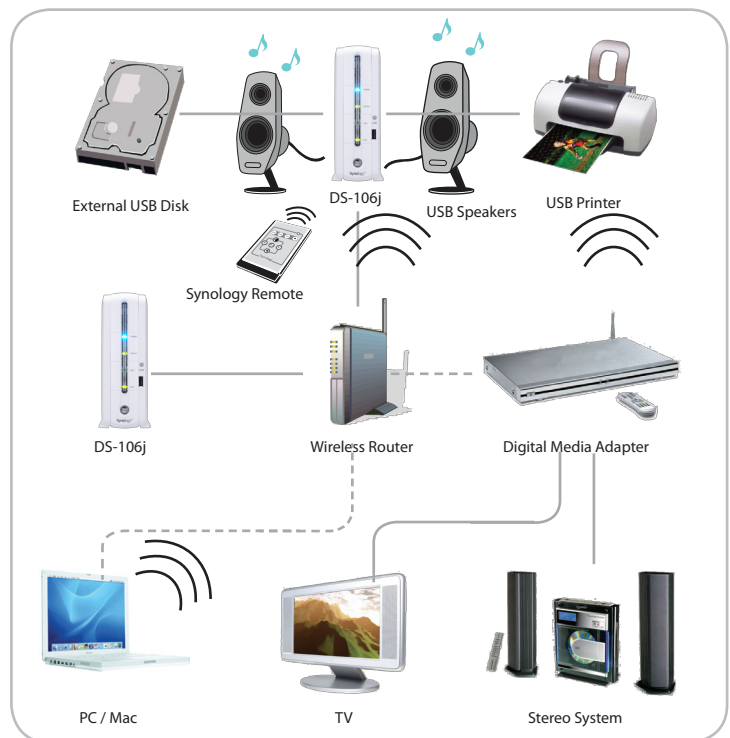 External USB Disk
DS-106j
USB Speakers
USB Printer
Synology Remote
DS-106j
Wireless Router
Digital Media Adapter
PC / Mac
TV
Stereo System